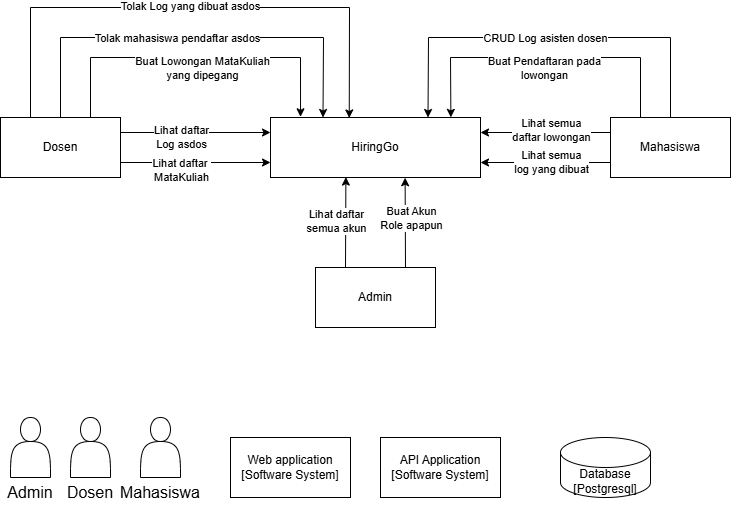 Tolak Log yang dibuat asdos
Tolak mahasiswa pendaftar asdos
CRUD Log asisten dosen
Buat Lowongan MataKuliah
yang dipegang
Buat Pendaftaran pada
lowongan
Dosen
Lihat daftar
Log asdos
Lihat daftar
MataKuliah
HiringGo
Lihat semua
daftar lowongan
Lihat semua
log yang dibuat
Mahasiswa
Lihat daftar
semua akun
Buat Akun
Role apapun
Admin
Admin
Dosen
Mahasiswa
Web application
[Software System]
API Application
[Software System]
Database
[Postgresql]